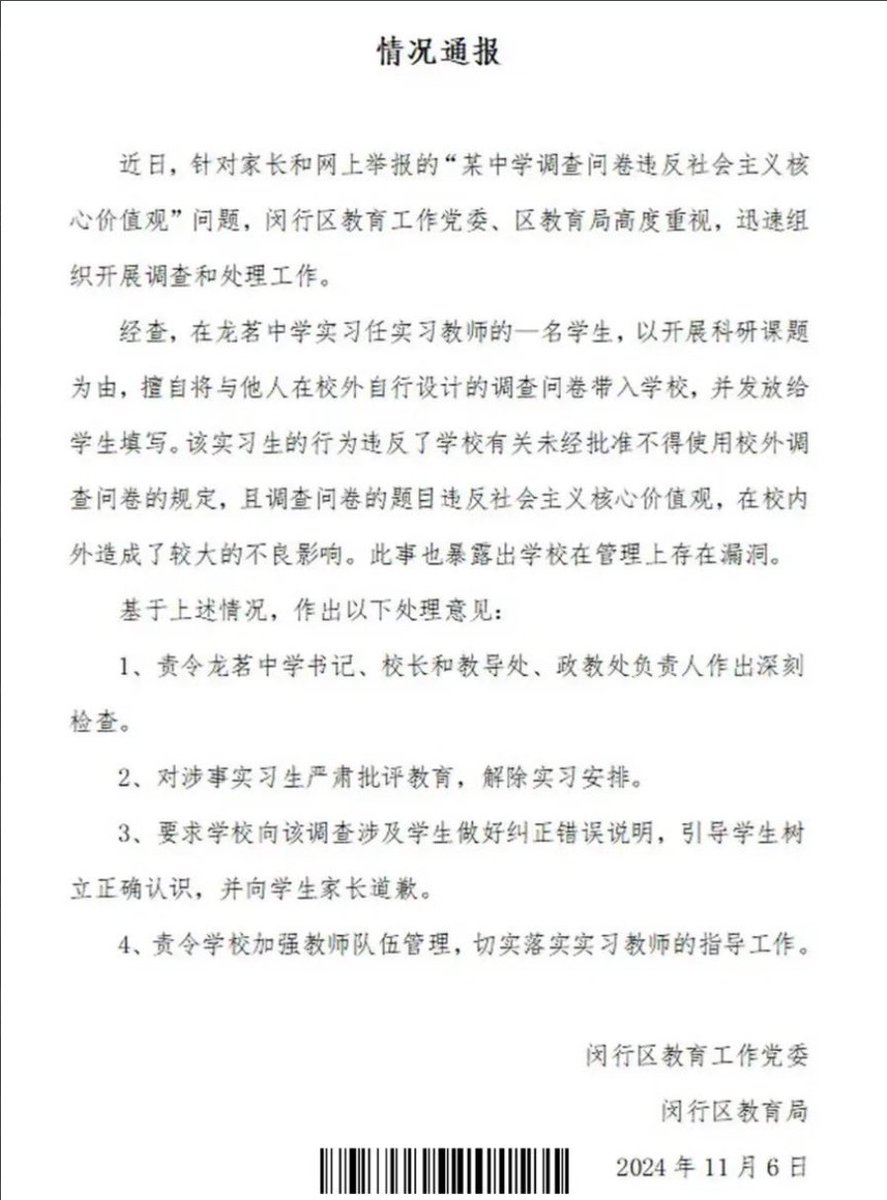 情况通报
近日，针对家长和网上举报的“某中学调查问卷违反社会主义核
心价值观”问题，闵行区教育工作党委、区教育局高度重视，迅速组
织开展调查和处理工作。
经查，在龙茗中学实习任实习教师的一名学生，以开展科研课题
为由，擅自将与他人在校外自行设计的调查问卷带入学校，并发放给
学生填写。该实习生的行为违反了学校有关未经批准不得使用校外调
查问卷的规定，且调查问卷的题目违反社会主义核心价值观，在校内
外造成了较大的不良影响。此事也暴露出学校在管理上存在漏洞。
基于上述情况，作出以下处理意见：
1、责令龙茗中学书记、校长和教导处、政教处负责人作出深刻
检查。
2、对涉事实习生严肃批评教育，解除实习安排。
3、要求学校向该调查涉及学生做好纠正错误说明，引导学生树
立正确认识，并向学生家长道歉。
4、责令学校加强教师队伍管理，切实落实实习教师的指导工作。
闵行区教育工作党委
闵行区教育局
2024 年 11 月 6 日